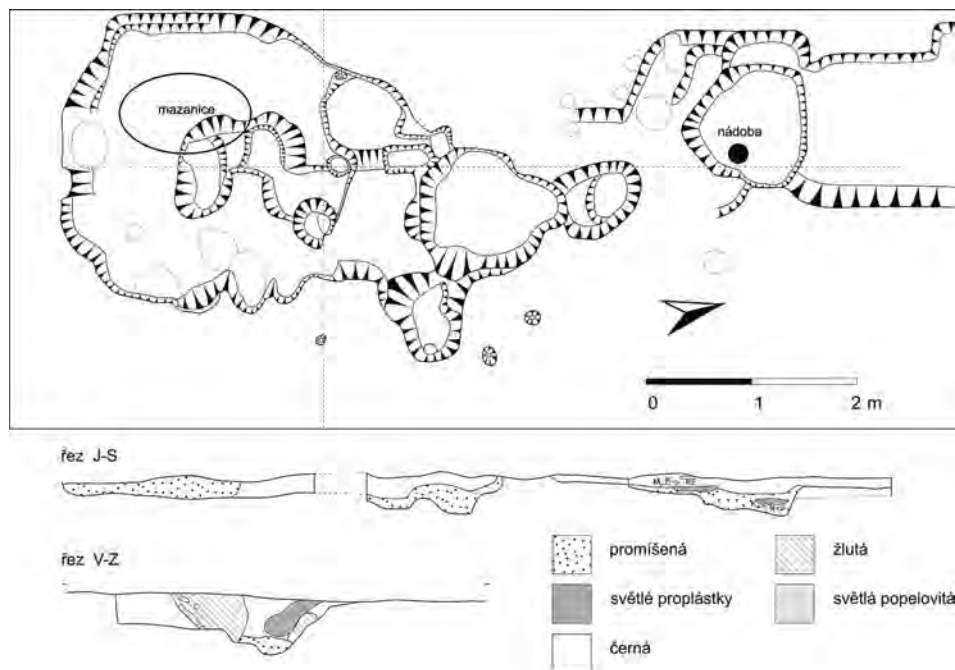 mazanice
nádoba
0 1 2 m
řez J-S
řez V-Z
promíšená
žlutá
světlé proplástky
světlá popelovitá
černá